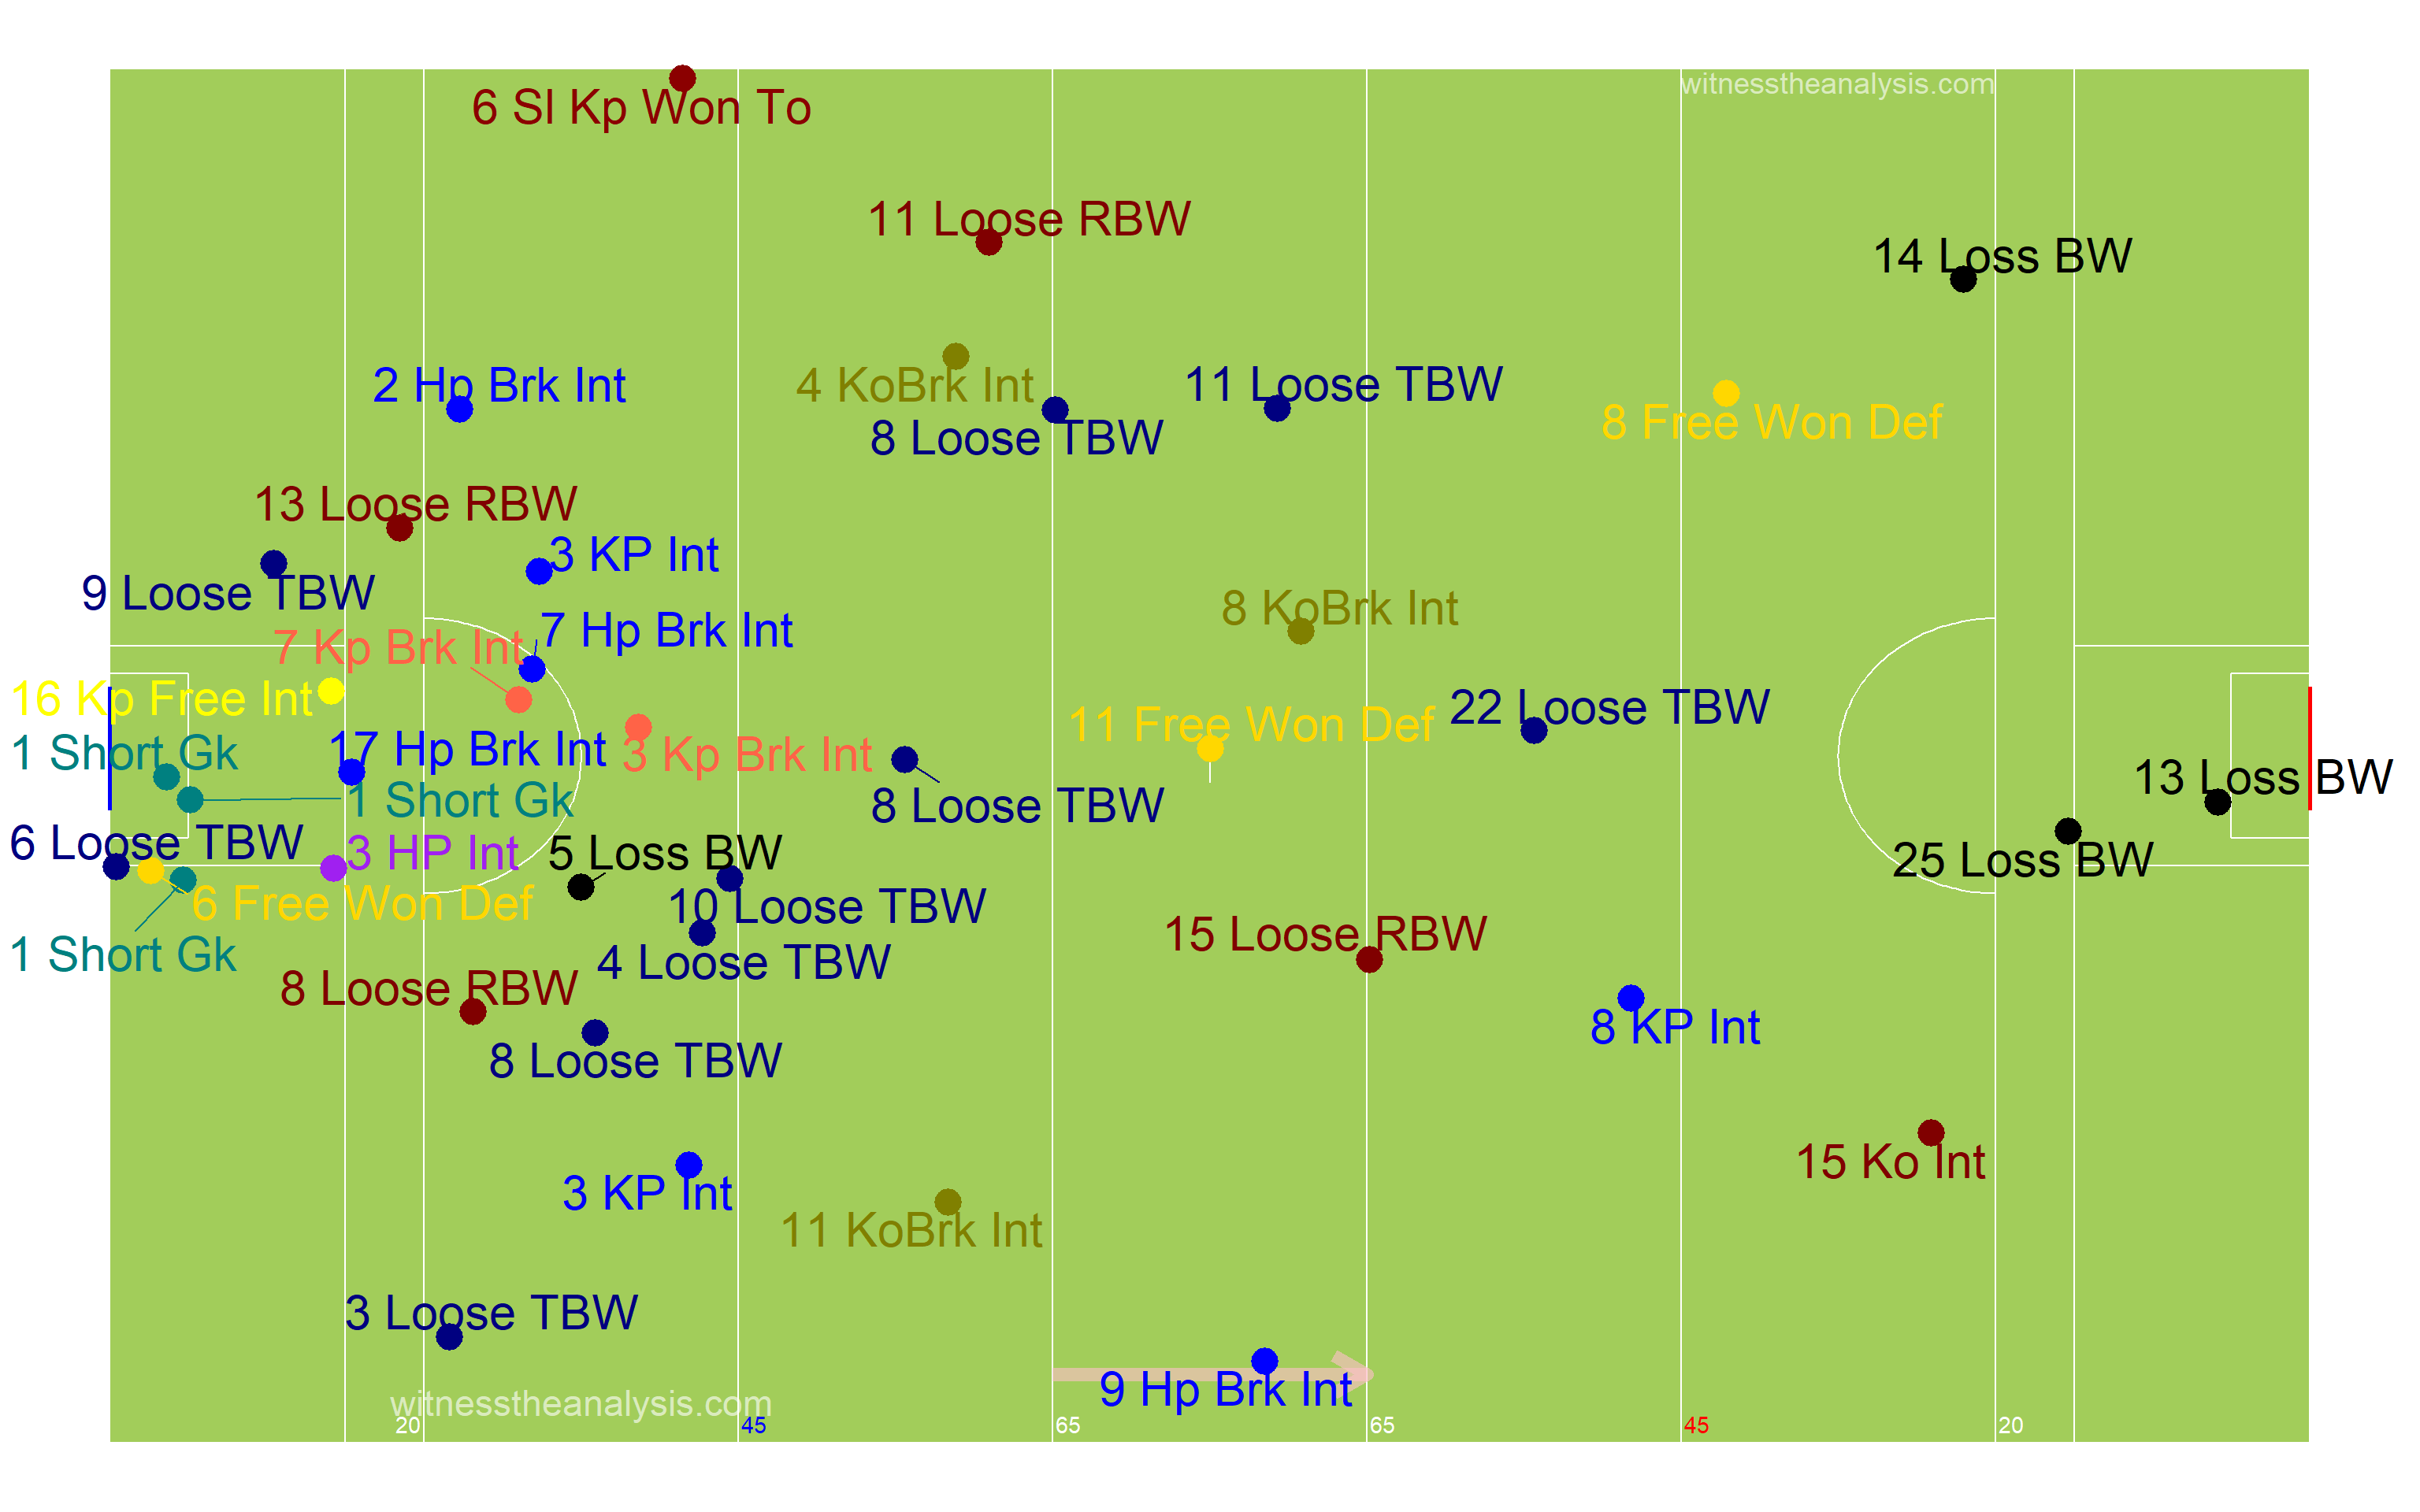 witnesstheanalysis.com
6 Sl Kp Won To
11 Loose RBW
14 Loss BW
2 Hp Brk Int
4 KoBrk Int
11 Loose TBW
8 Free Won Def
8 Loose TBW
13 Loose RBW
3 KP Int
9 Loose TBW
8 KoBrk Int
7 Hp Brk Int
7 Kp Brk Int
16 Kp Free Int
22 Loose TBW
11 Free Won Def
1 Short Gk
17 Hp Brk Int
3 Kp Brk Int
13 Loss BW
1 Short Gk
8 Loose TBW
6 Loose TBW
3 HP Int
5 Loss BW
25 Loss BW
6 Free Won Def
10 Loose TBW
15 Loose RBW
1 Short Gk
4 Loose TBW
8 Loose RBW
8 KP Int
8 Loose TBW
15 Ko Int
3 KP Int
11 KoBrk Int
3 Loose TBW
9 Hp Brk Int
witnesstheanalysis.com
20
45
65
65
45
20